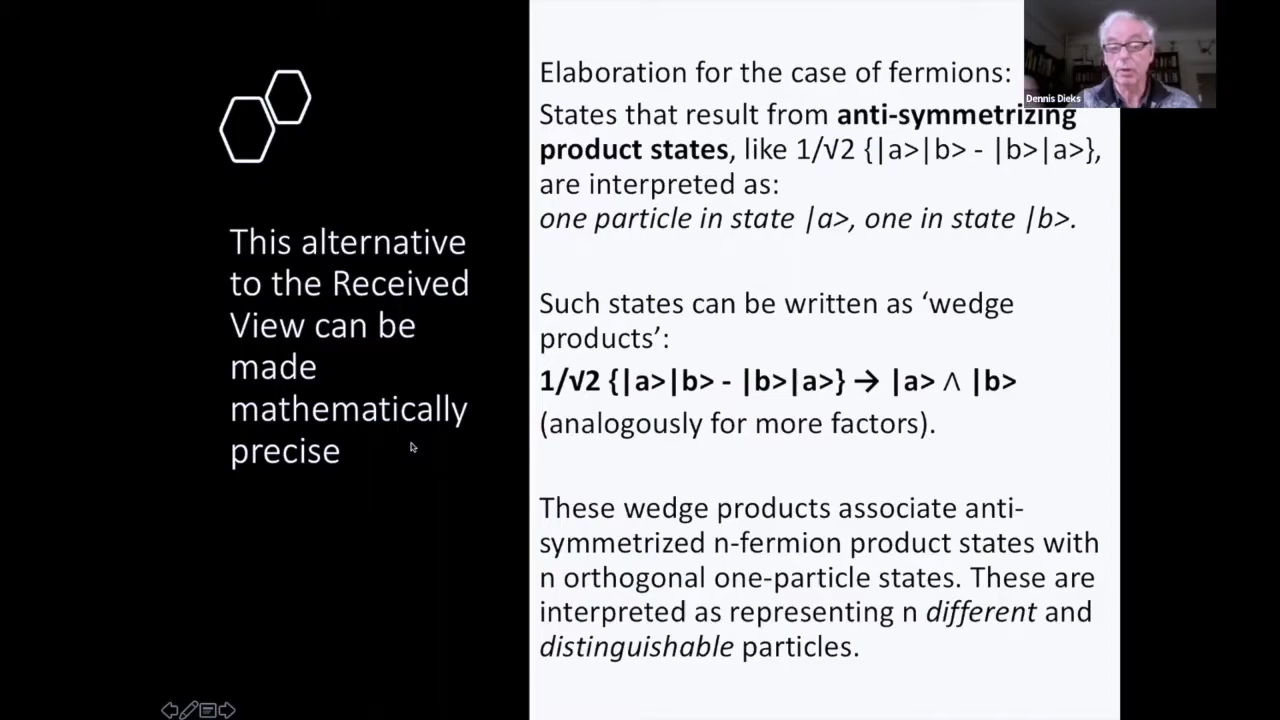 This alternative
to the Received
View can be
made
mathematically
precise
Elaboration for the case of fermions:
States that result from anti-symmetrizing
product states, like 1/√2 {|a>|b> - |b>|a>},
are interpreted as:
one particle in state |a>, one in state |b>.
Such states can be written as ‘wedge
products’:
1/√2 {|a>|b> - |b>|a>} → |a> ∧ |b>
(analogously for more factors).
These wedge products associate anti-
symmetrized n-fermion product states with
n orthogonal one-particle states. These are
interpreted as representing n different and
distinguishable particles.
Dennis Dieks